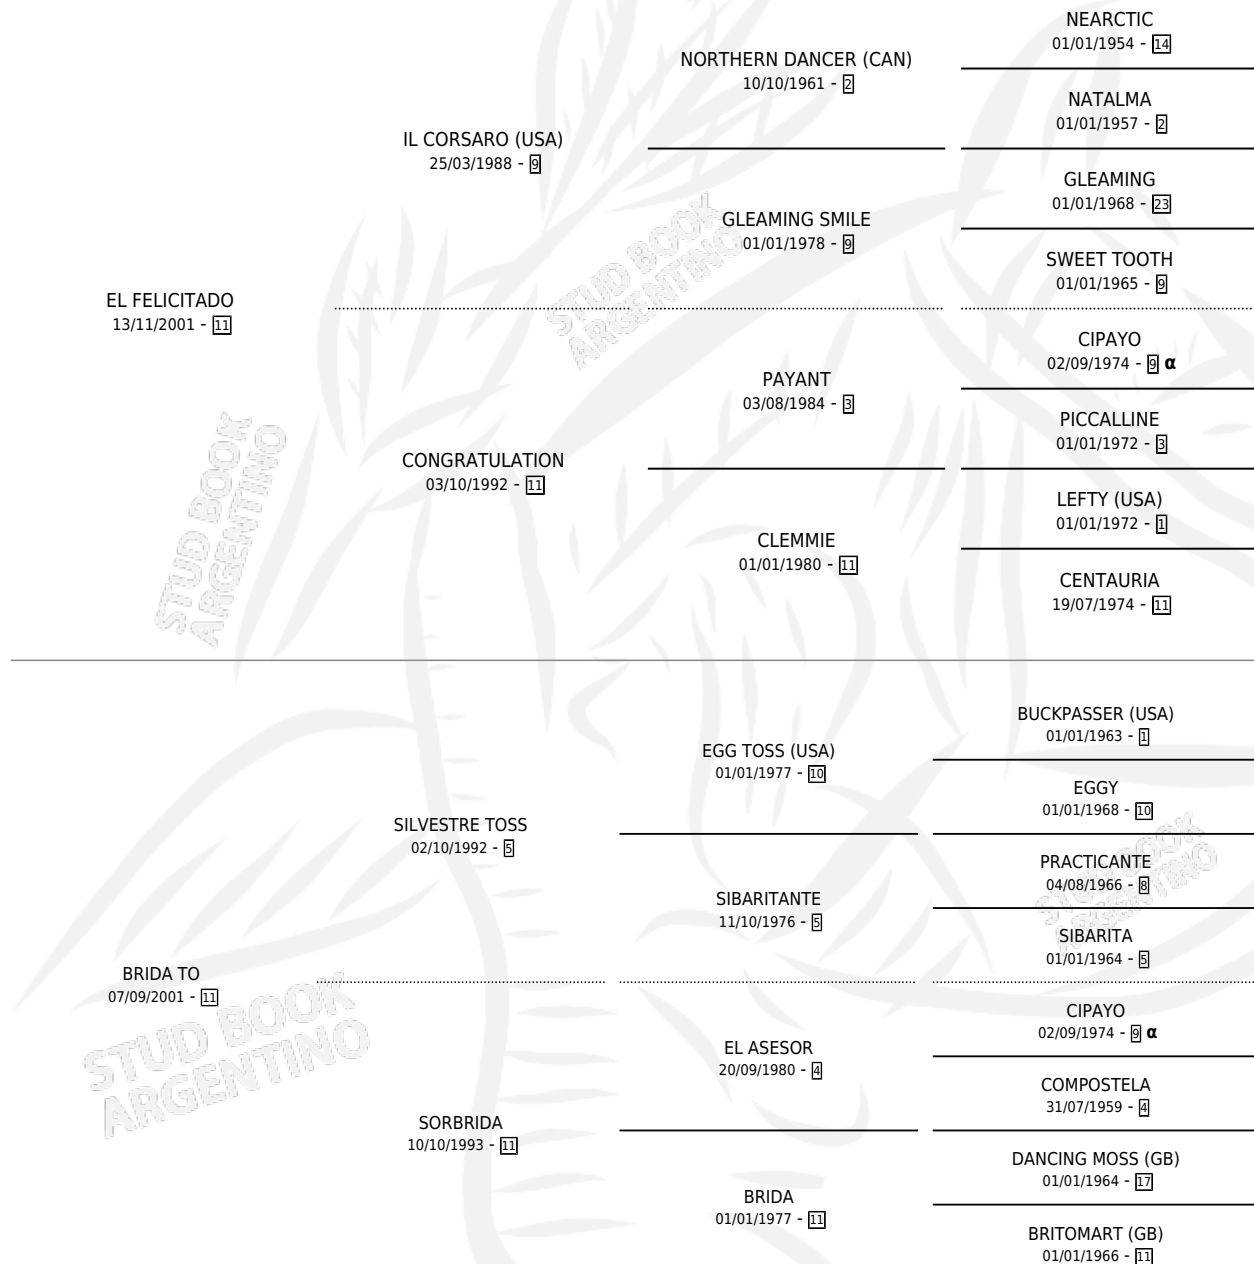 NEARCTIC
01/01/1954 - 14
NORTHERN DANCER (CAN)
10/10/1961 - 2
NATALMA
01/01/1957 - 2
IL CORSARO (USA)
25/03/1988 - 9
GLEAMING
01/01/1968 - 23
GLEAMING SMILE
01/01/1978 - 9
SWEET TOOTH
01/01/1965 - 9
STUD BOOK
ARGENTINO
EL FELICITADO
13/11/2001 - 11
CIPAYO
02/09/1974 - 9 α
PAYANT
03/08/1984 - 3
PICCALLINE
01/01/1972 - 3
CONGRATULATION
03/10/1992 - 11
LEFTY (USA)
01/01/1972 - 1
CLEMMIE
01/01/1980 - 11
CENTAURIA
19/07/1974 - 11
STUD BOOK
ARGENTINO
BUCKPASSER (USA)
01/01/1963 - 1
EGG TOSS (USA)
01/01/1977 - 10
EGGY
01/01/1968 - 10
SILVESTRE TOSS
02/10/1992 - 5
PRACTICANTE
04/08/1966 - 8
SIBARITANTE
11/10/1976 - 5
SIBARITA
01/01/1964 - 5
STUD BOOK
ARGENTINO
BRIDA TO
07/09/2001 - 11
CIPAYO
02/09/1974 - 9 α
EL ASESOR
20/09/1980 - 4
COMPOSTELA
31/07/1959 - 4
SORBRIDA
10/10/1993 - 11
DANCING MOSS (GB)
01/01/1964 - 17
BRIDA
01/01/1977 - 11
BRITOMART (GB)
01/01/1966 - 11
STUD BOOK
ARGENTINO